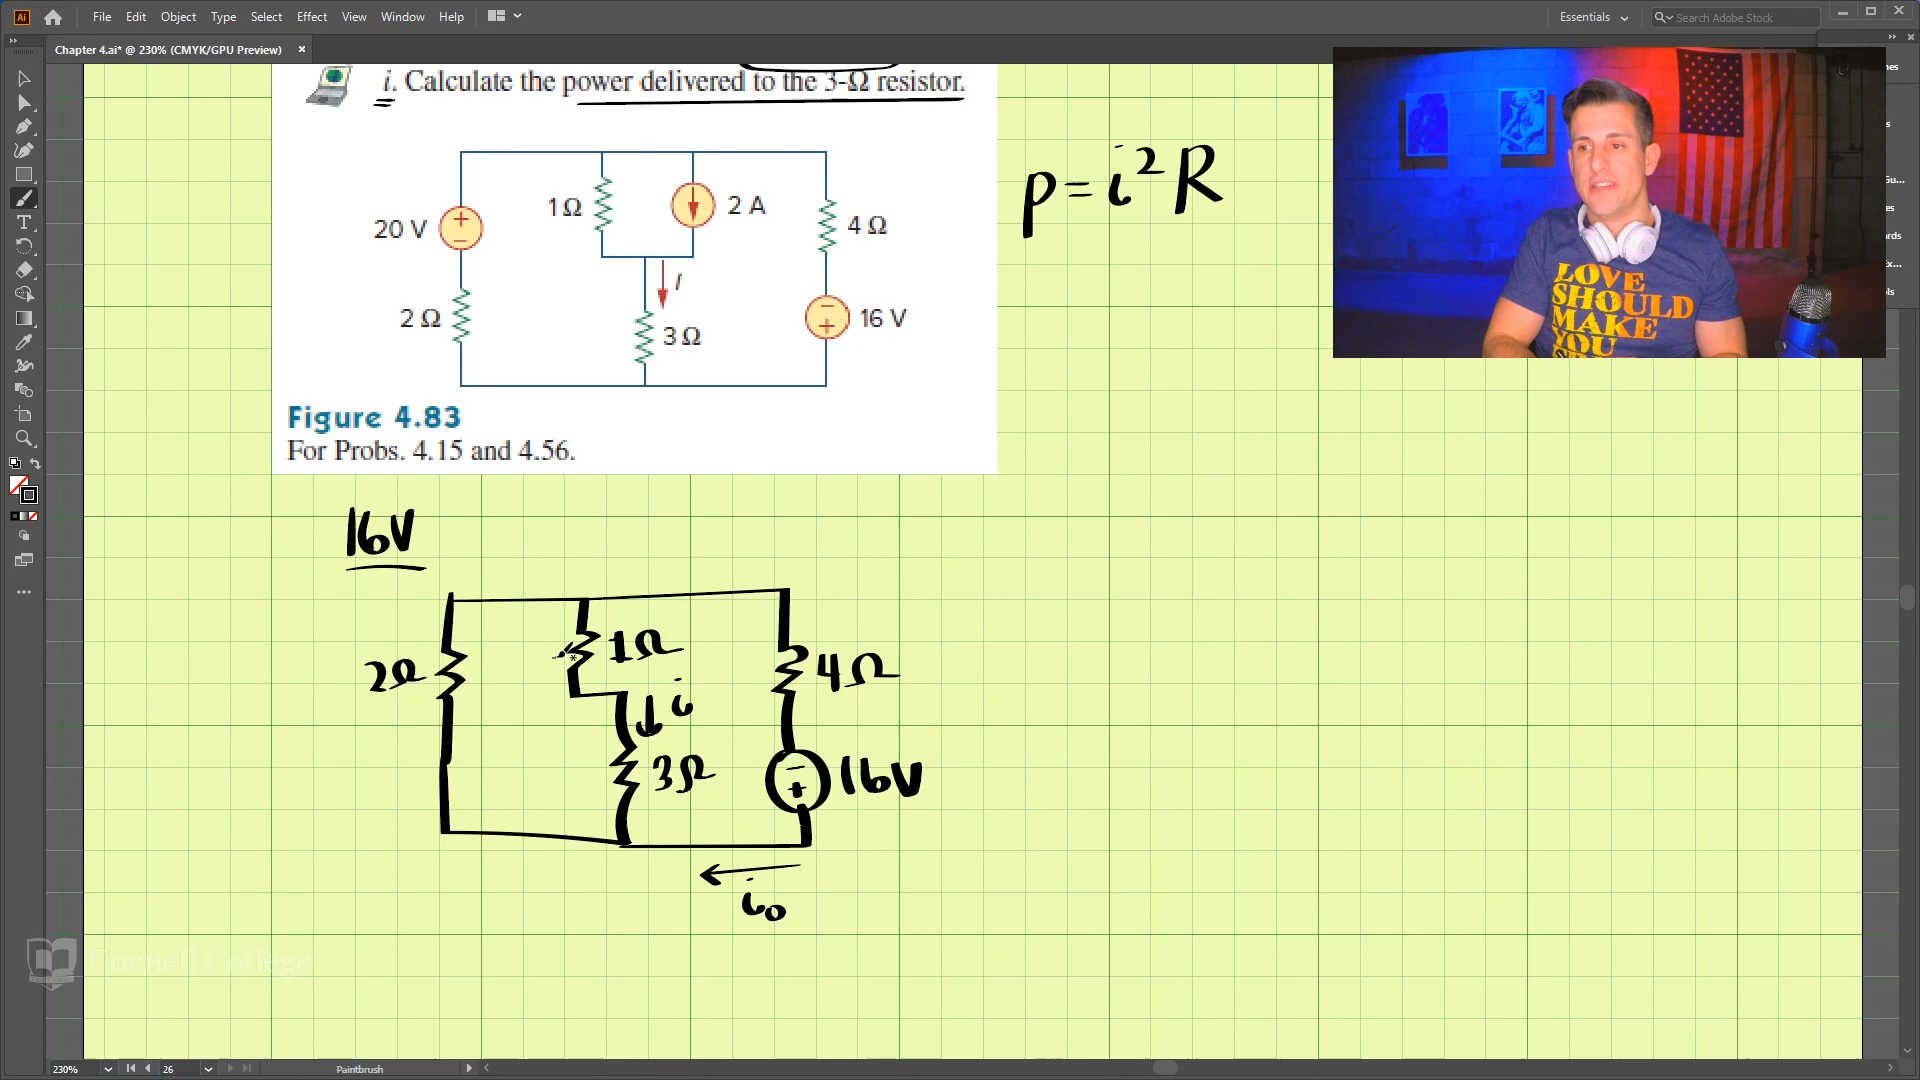 File Edit Object Type Select Effect View Window Help
Essentials
Search Adobe Stock
Chapter 4.ai* @ 230% (CMYK/GPU Preview) ×
i. Calculate the power delivered to the 3-Ω resistor.
p = i²R
LOVE
SHOULD
MAKE
YOU
1 Ω
2 A
20 V
4 Ω
I
2 Ω
3 Ω
16 V
Figure 4.83
For Probs. 4.15 and 4.56.
16V
1Ω
2Ω
4Ω
i
3Ω
16V
i₀
Cornell College
230%
26
Paintbrush